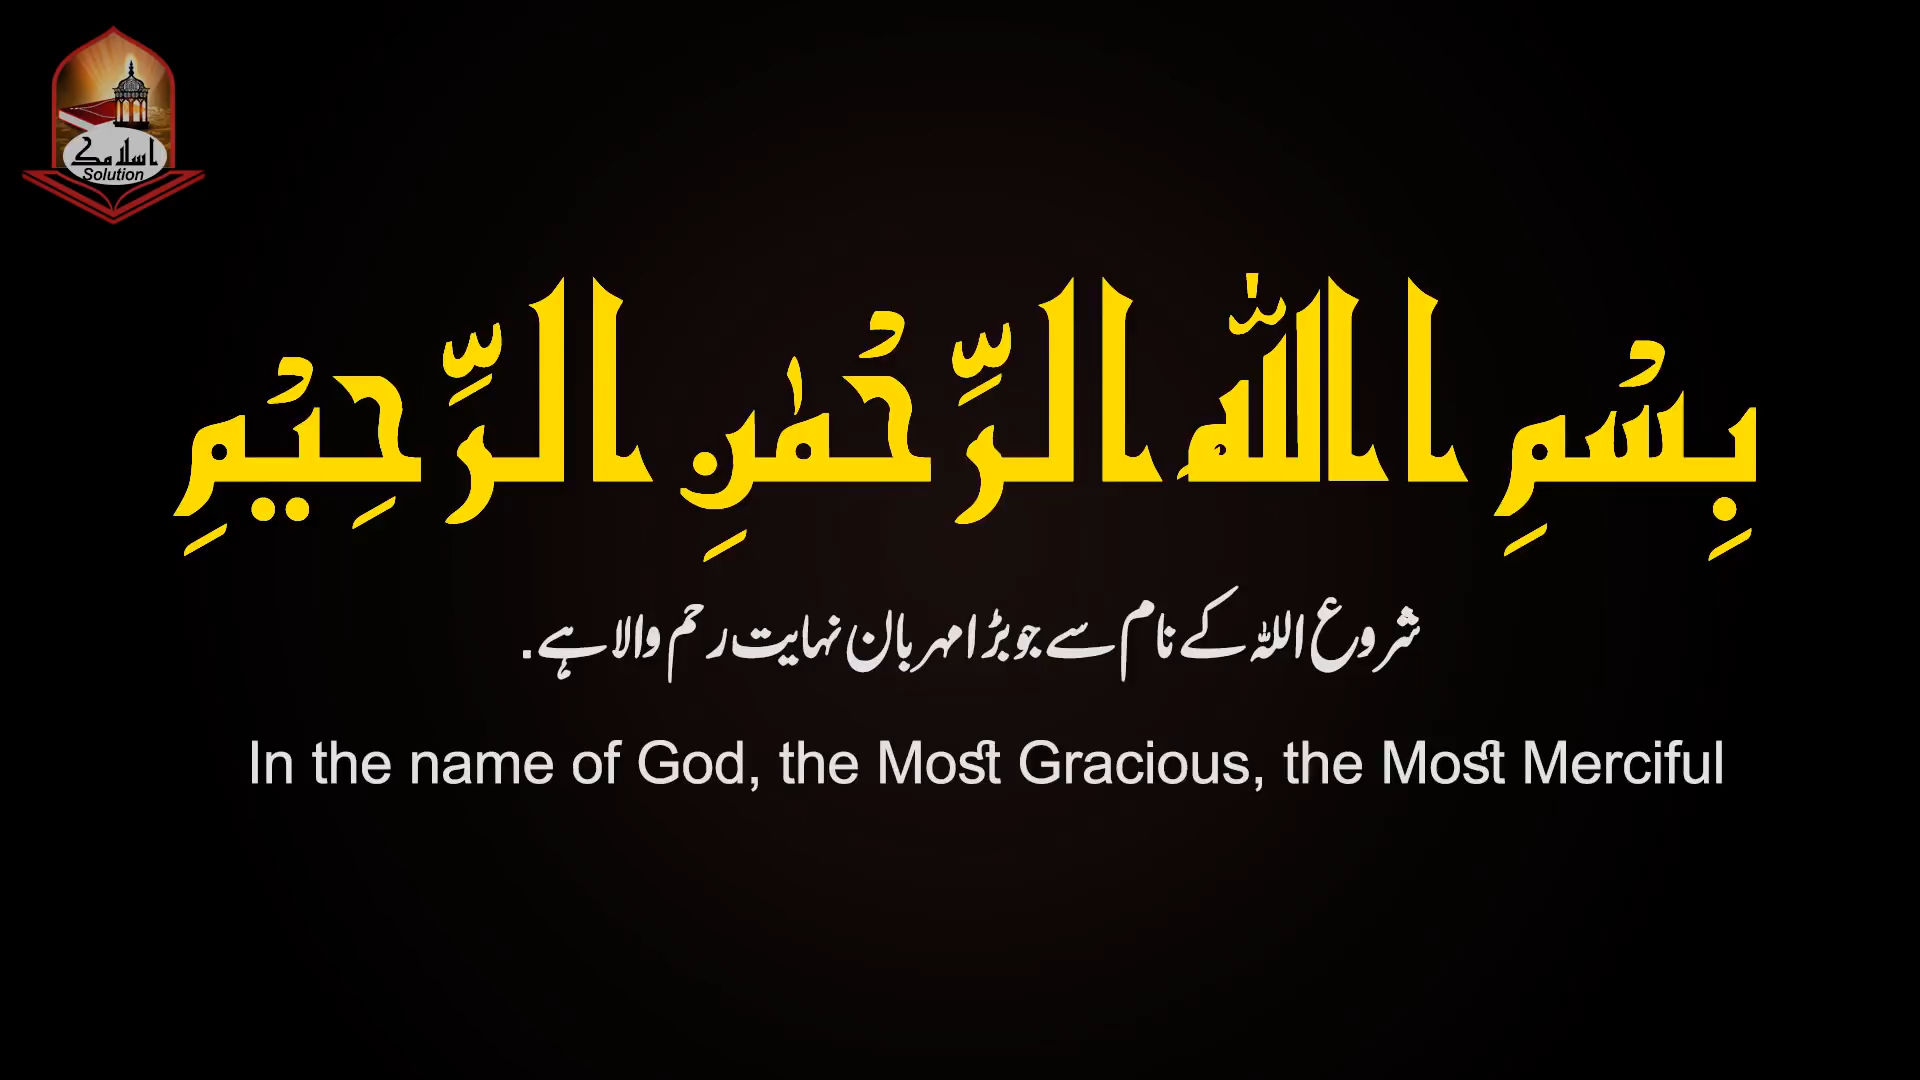 اسلامک
Solution
بِسْمِ اللّٰهِ الرَّحْمٰنِ الرَّحِيْمِ
شروع اللہ کے نام سے جو بڑا مہربان نہایت رحم والا ہے.
In the name of God, the Most Gracious, the Most Merciful